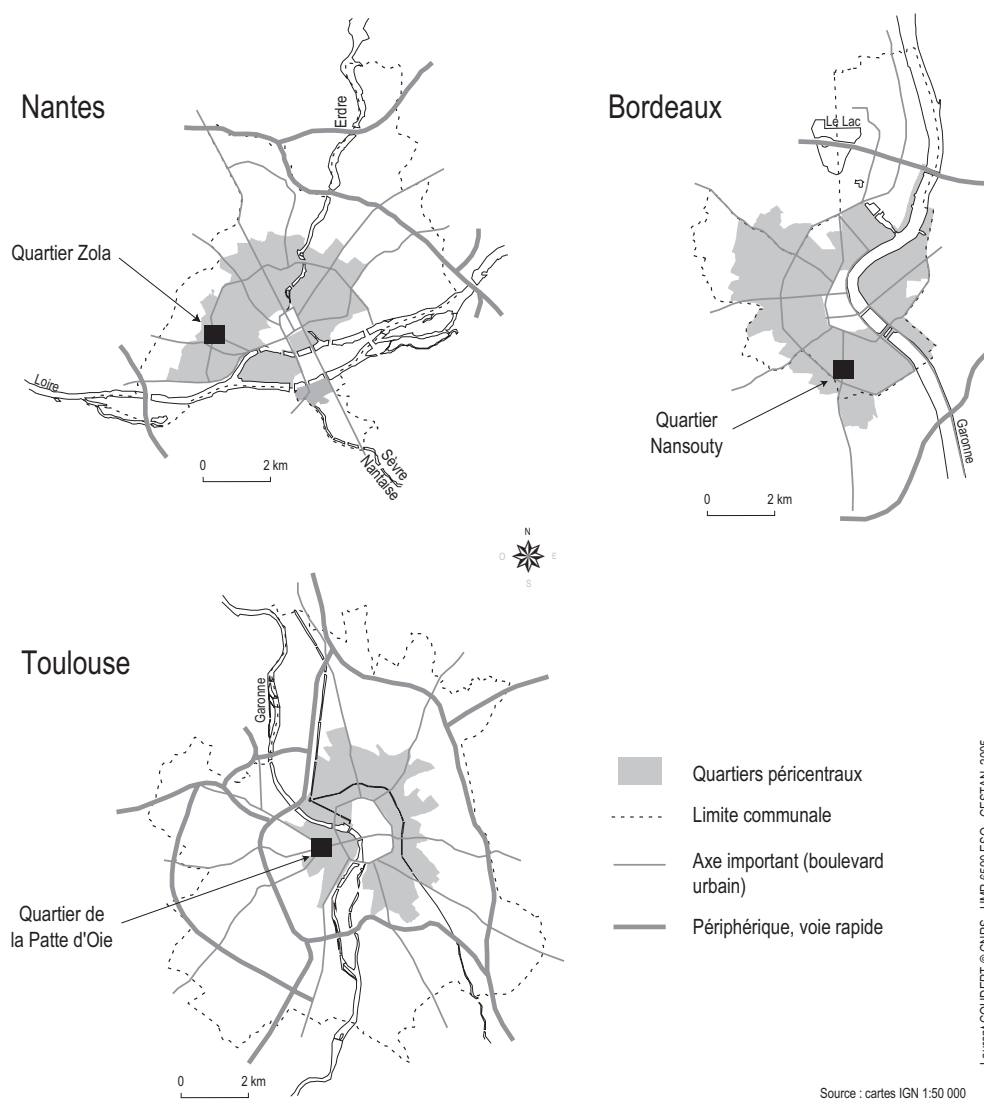 Nantes
Erdre
Quartier Zola
Loire
Sèvre
Nantaise
0 2 km
Bordeaux
Le Lac
Quartier
Nansouty
Garonne
0 2 km
N
O E
S
Toulouse
Garonne
Quartier de
la Patte d'Oie
0 2 km
Quartiers péricentraux
Limite communale
Axe important (boulevard
urbain)
Périphérique, voie rapide
Source : cartes IGN 1:50 000